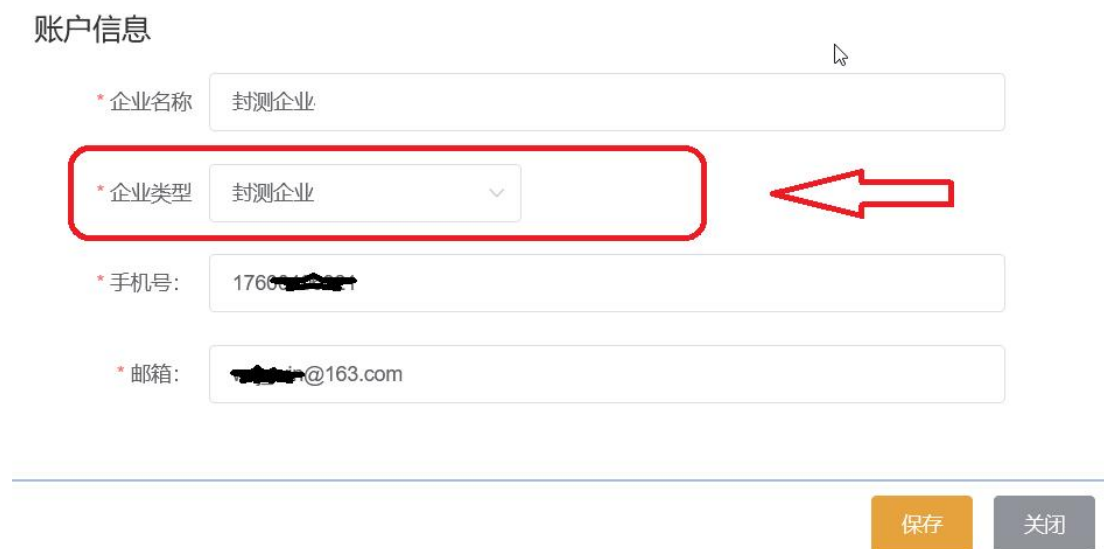 账户信息
* 企业名称 封测企业
* 企业类型 封测企业
* 手机号:
* 邮箱: @163.com
保存 关闭